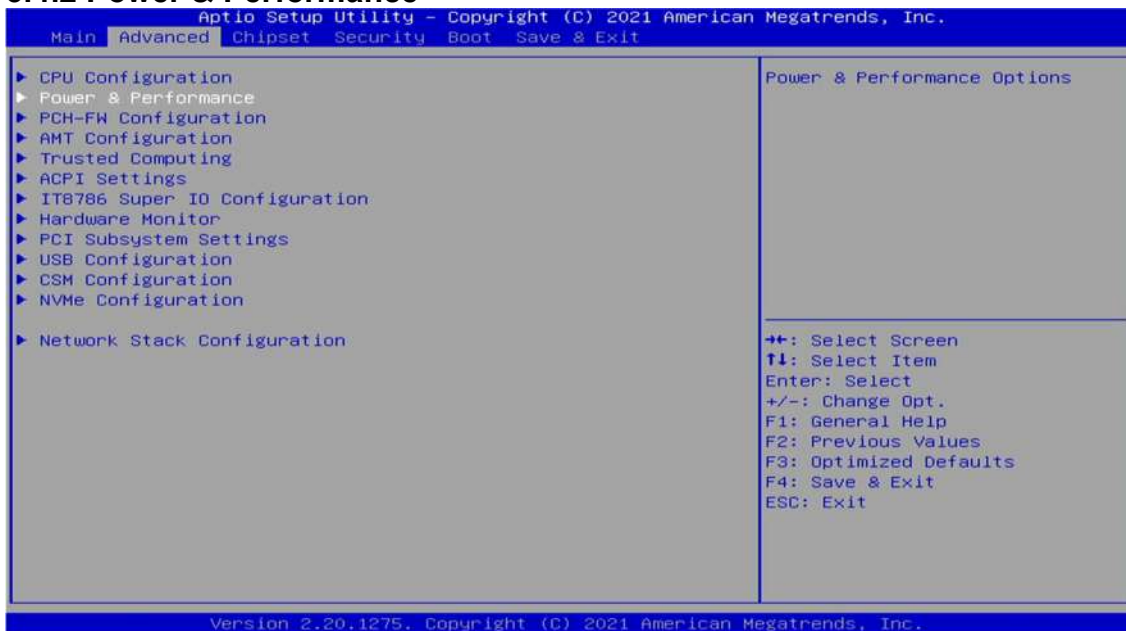 Power & Performance
Aptio Setup Utility – Copyright (C) 2021 American Megatrends, Inc.
Main Advanced Chipset Security Boot Save & Exit
► CPU Configuration
► Power & Performance
► PCH-FW Configuration
► AMT Configuration
► Trusted Computing
► ACPI Settings
► IT8786 Super IO Configuration
► Hardware Monitor
► PCI Subsystem Settings
► USB Configuration
► CSM Configuration
► NVMe Configuration
► Network Stack Configuration
Power & Performance Options
→←: Select Screen
↑↓: Select Item
Enter: Select
+/-: Change Opt.
F1: General Help
F2: Previous Values
F3: Optimized Defaults
F4: Save & Exit
ESC: Exit
Version 2.20.1275. Copyright (C) 2021 American Megatrends, Inc.